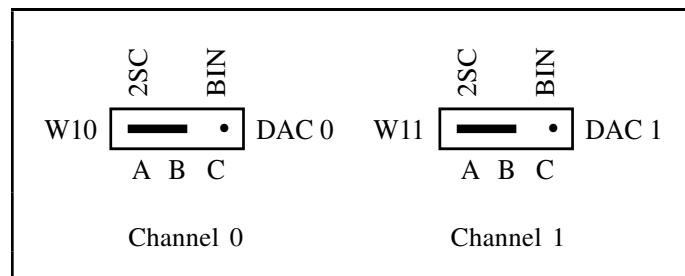 2SC BIN 2SC BIN
W10 DAC 0 W11 DAC 1
A B C A B C
Channel 0 Channel 1